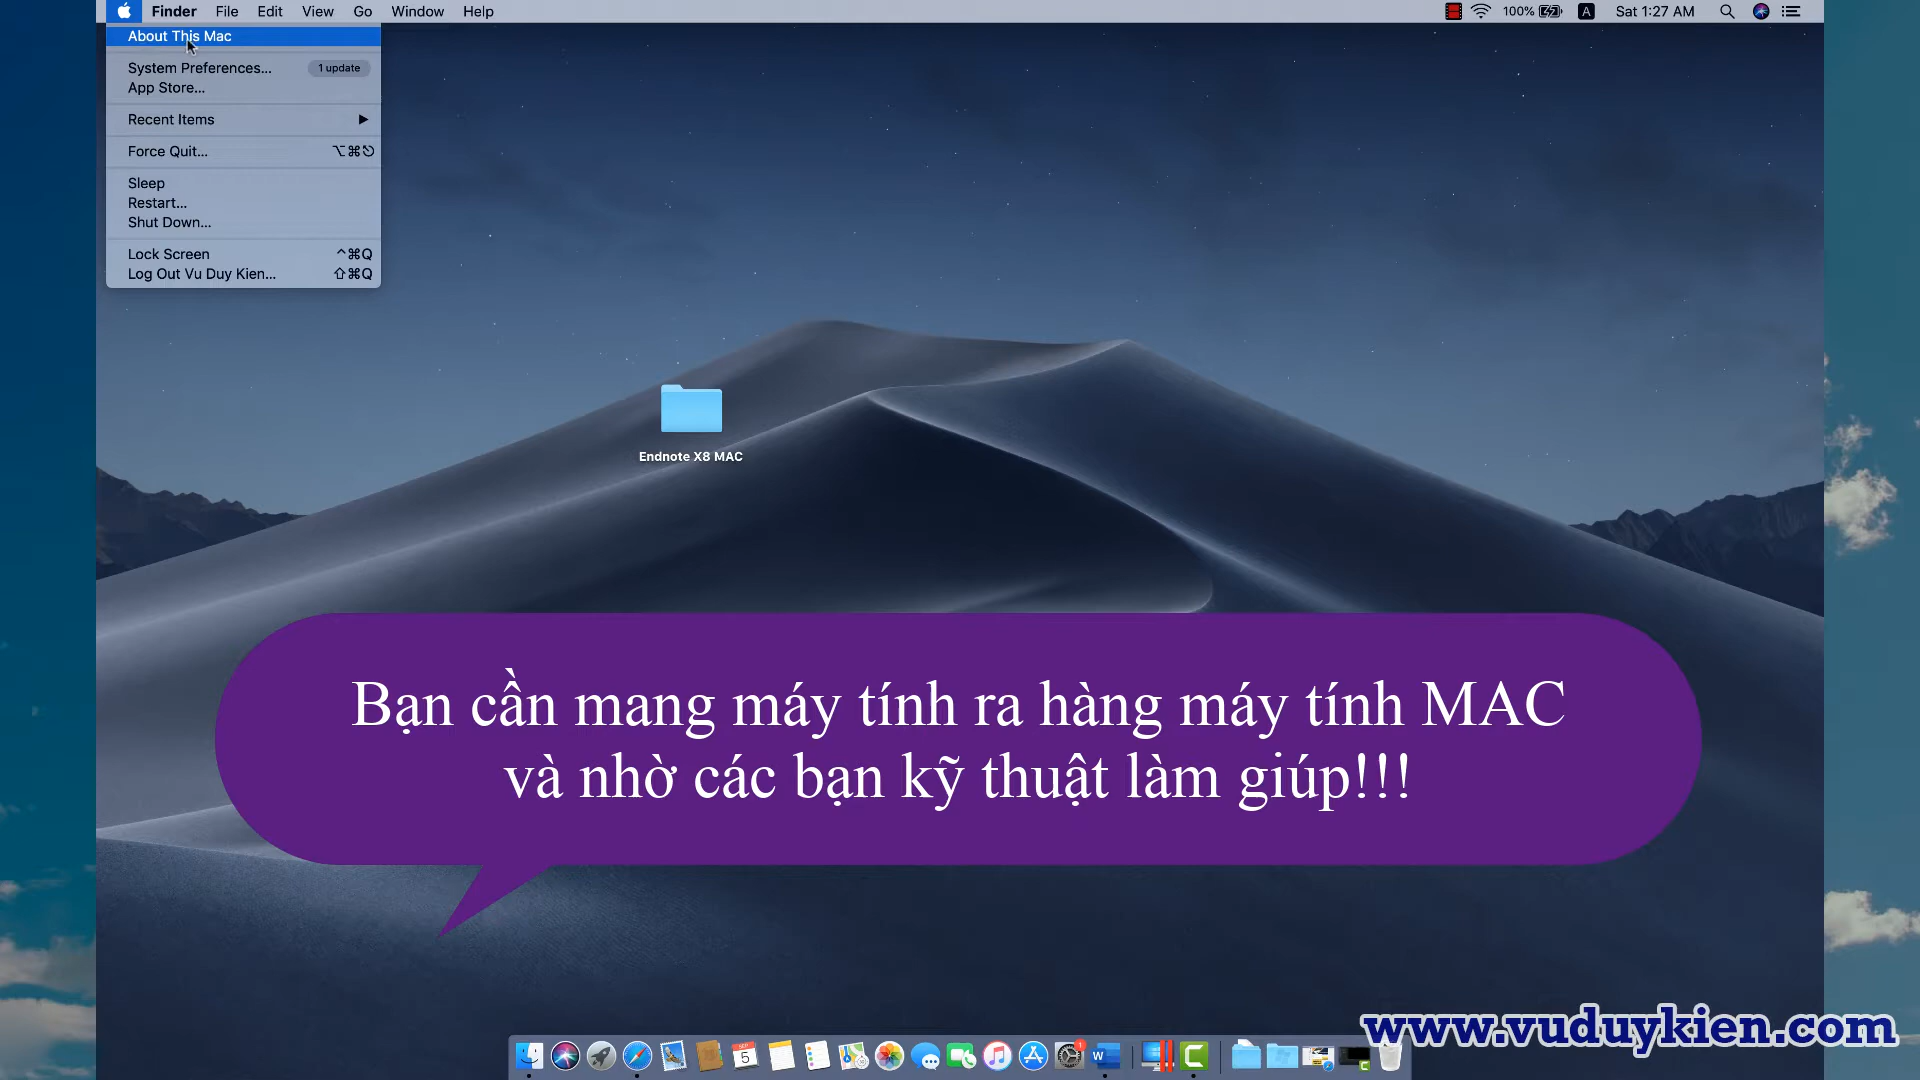 Finder File Edit View Go Window Help 100% A Sat 1:27 AM
About This Mac
System Preferences... 1 update
App Store...
Recent Items ▶
Force Quit... ⌥⌘⎋
Sleep
Restart...
Shut Down...
Lock Screen ^⌘Q
Log Out Vu Duy Kien... ⇧⌘Q
Endnote X8 MAC
Bạn cần mang máy tính ra hàng máy tính MAC
và nhờ các bạn kỹ thuật làm giúp!!!
www.vuduykien.com
SEP
5
1
W
C